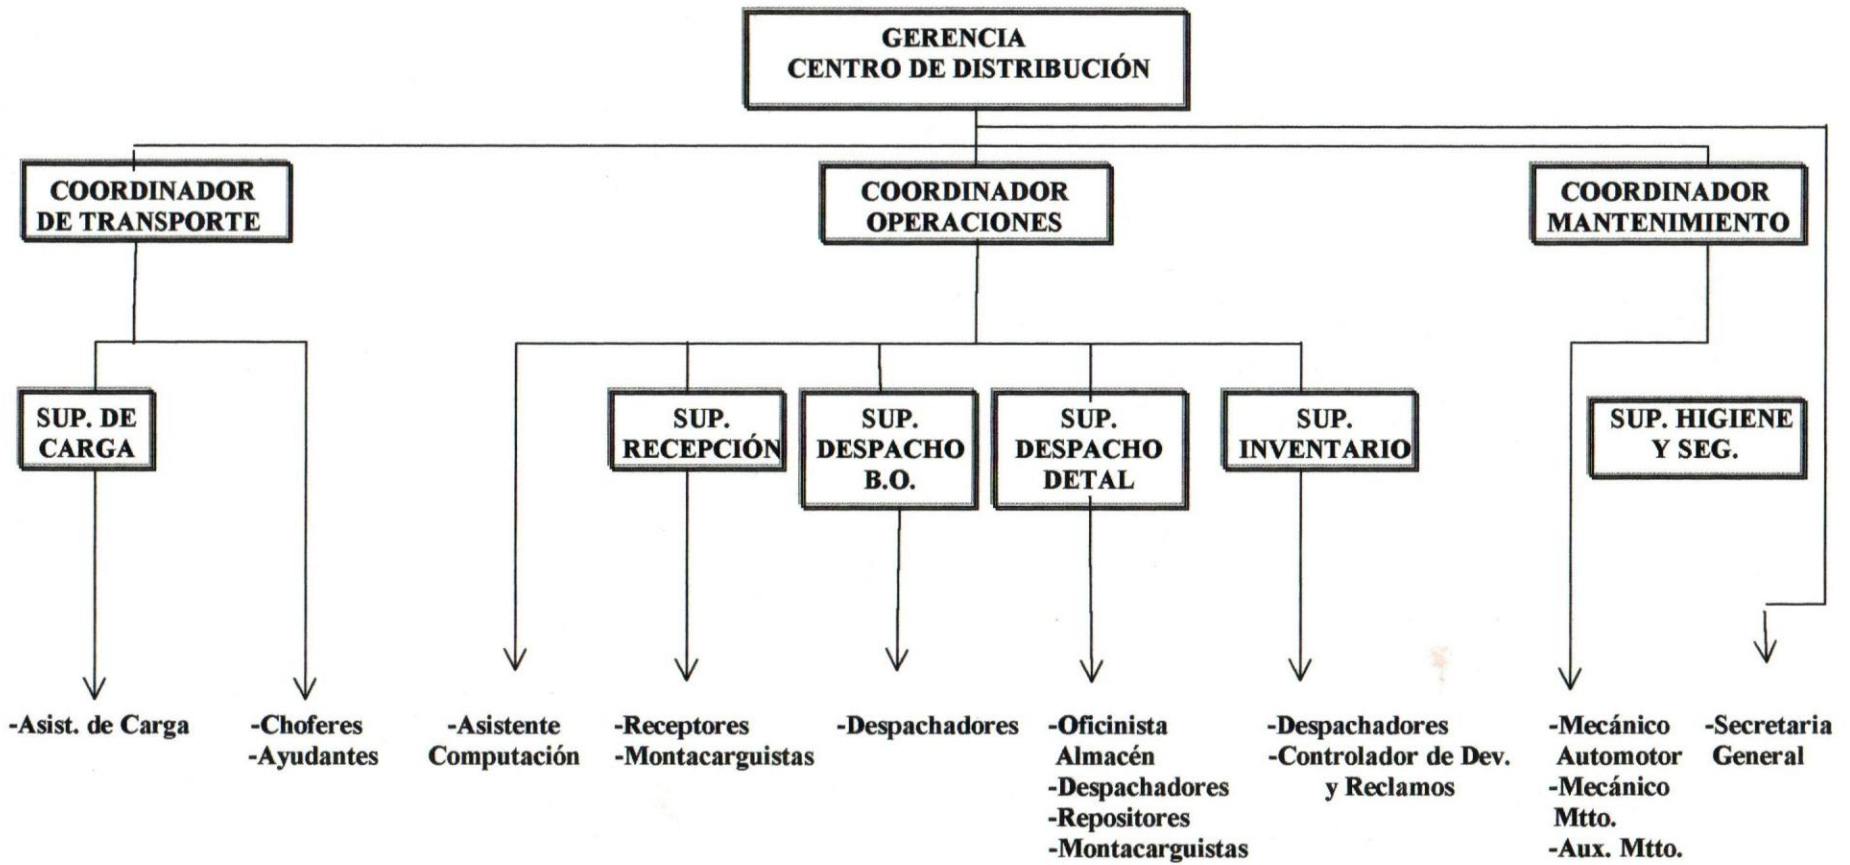 GERENCIA
CENTRO DE DISTRIBUCIÓN
COORDINADOR
DE TRANSPORTE
COORDINADOR
OPERACIONES
COORDINADOR
MANTENIMIENTO
SUP. DE
CARGA
SUP.
RECEPCIÓN
SUP.
DESPACHO
B.O.
SUP.
DESPACHO
DETAL
SUP.
INVENTARIO
SUP. HIGIENE
Y SEG.
-Asist. de Carga
-Choferes
-Ayudantes
-Asistente
Computación
-Receptores
-Montacarguistas
-Despachadores
-Oficinista
Almacén
-Despachadores
-Repositores
-Montacarguistas
-Despachadores
-Controlador de Dev.
y Reclamos
-Mecánico
Automotor
-Mecánico
Mtto.
-Aux. Mtto.
-Secretaria
General